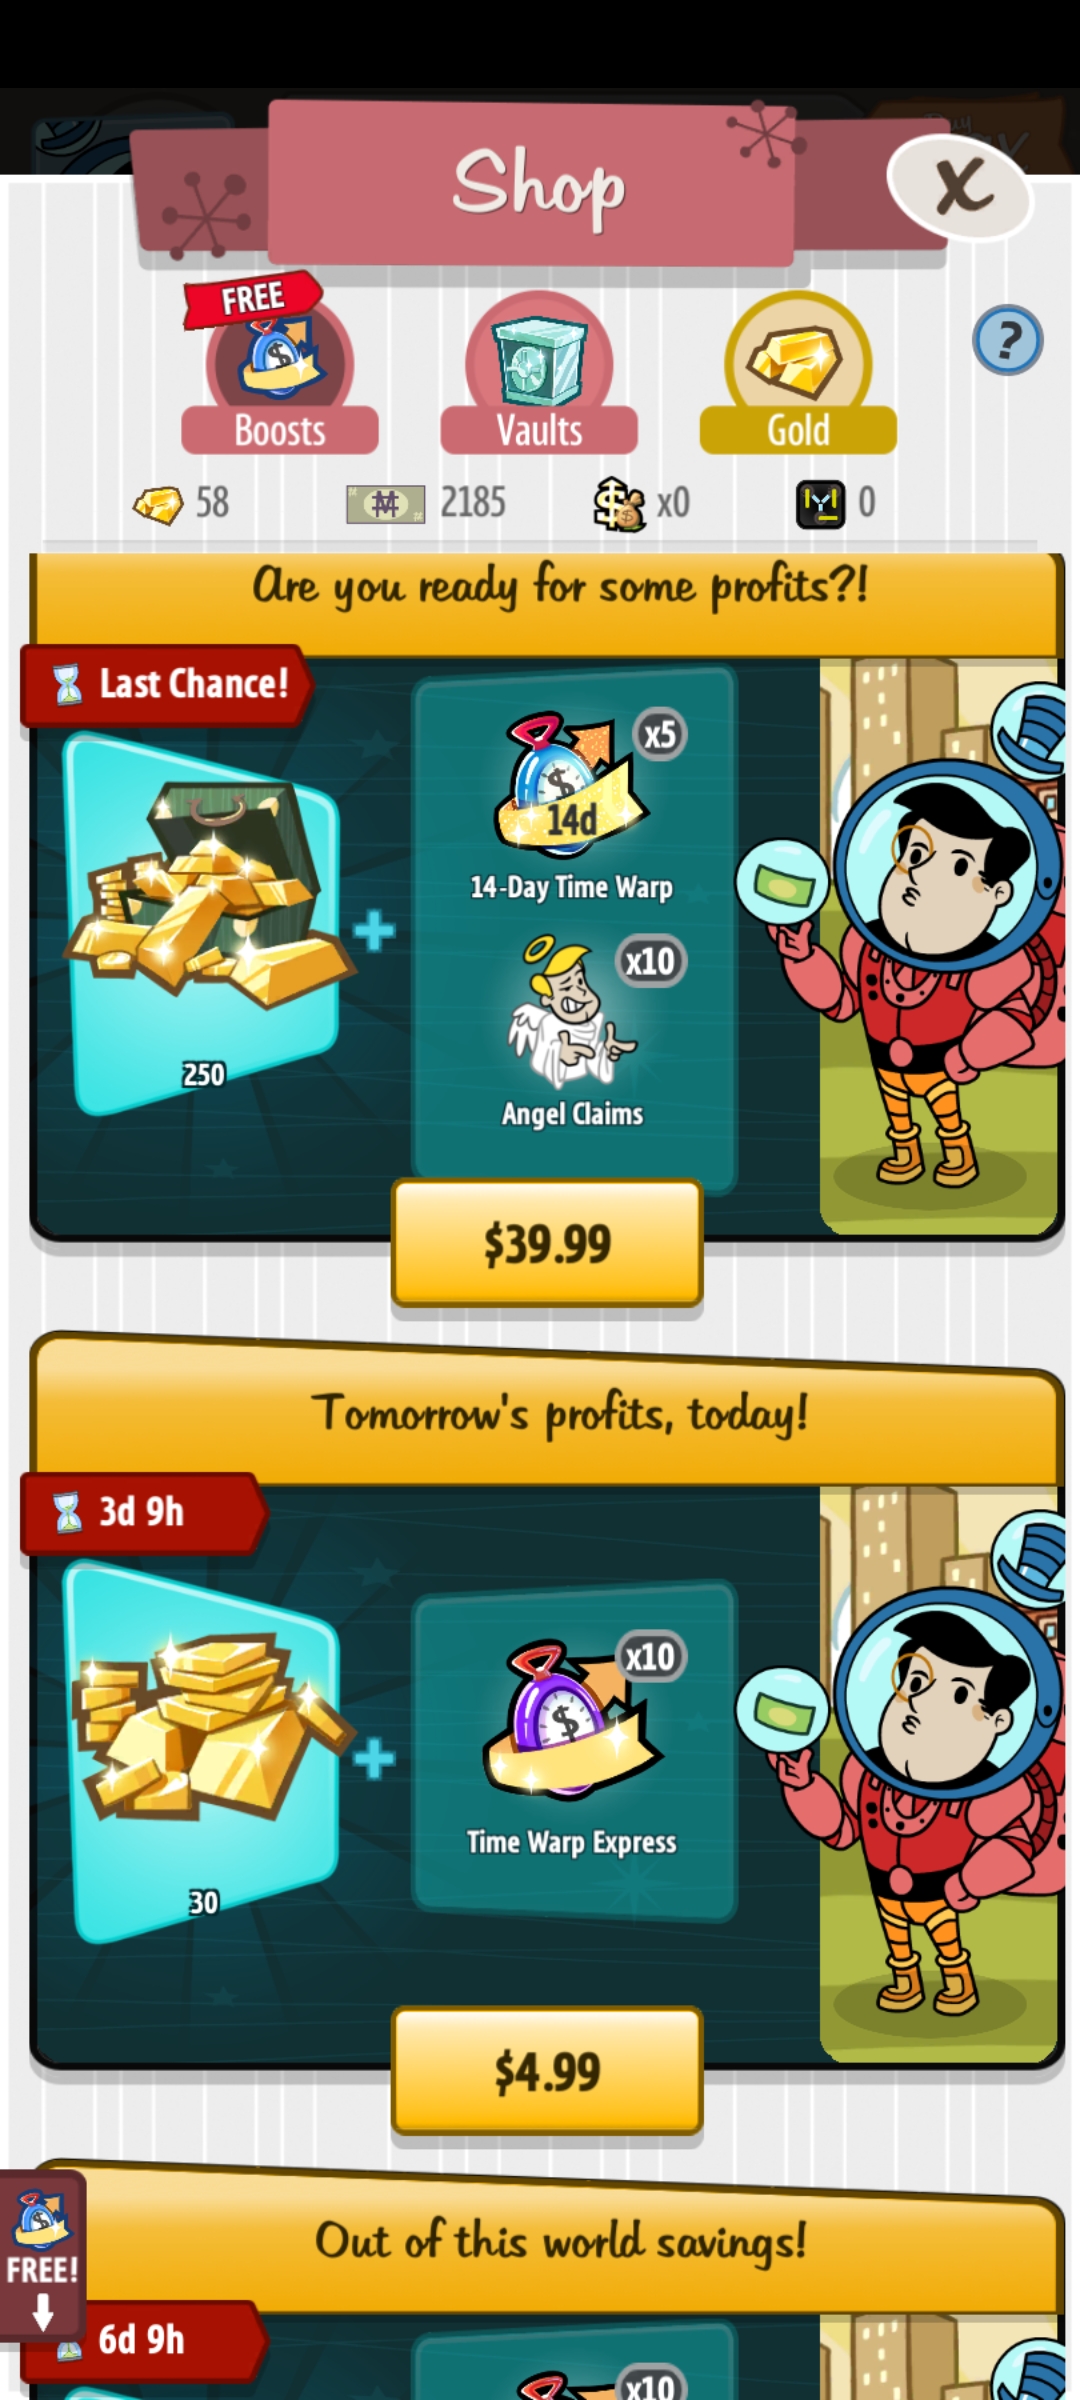 Shop
X
FREE
?
Boosts
Vaults
Gold
58
2185
x0
0
Are you ready for some profits?!
Last Chance!
x5
14d
14-Day Time Warp
x10
Angel Claims
250
$39.99
Tomorrow's profits, today!
3d 9h
x10
Time Warp Express
30
$4.99
Out of this world savings!
FREE!
6d 9h
x10